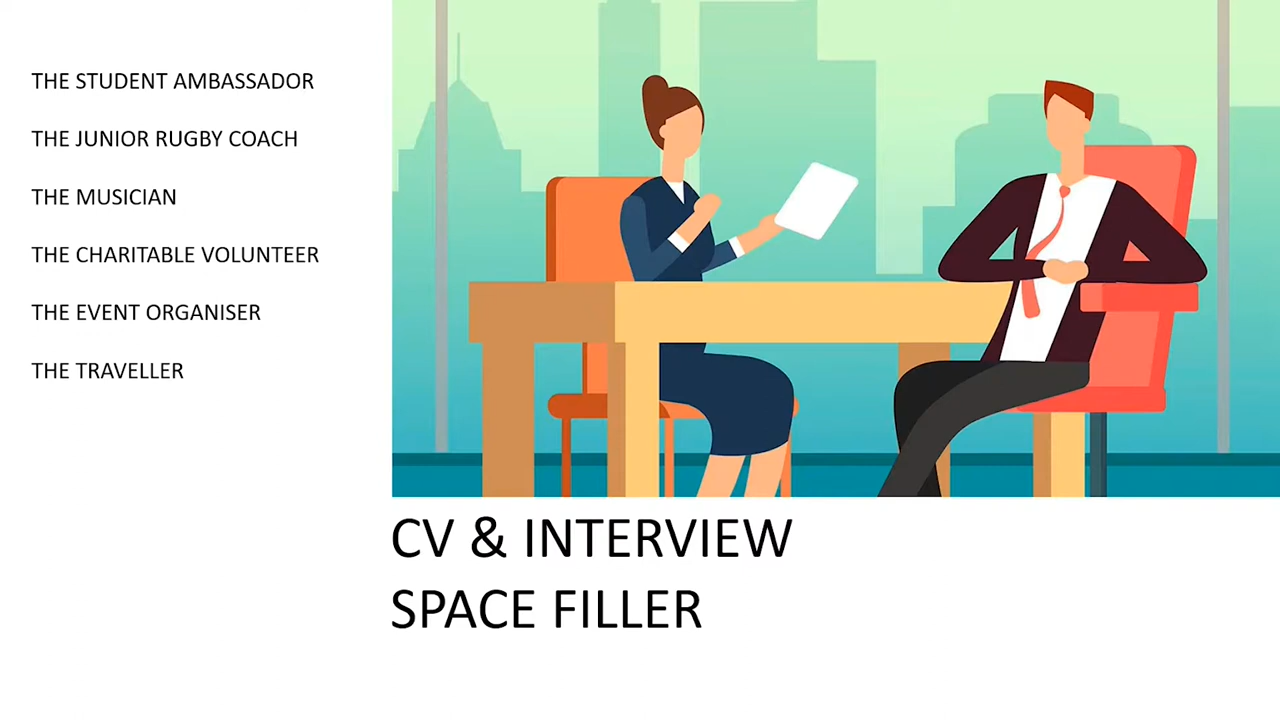 THE STUDENT AMBASSADOR
THE JUNIOR RUGBY COACH
THE MUSICIAN
THE CHARITABLE VOLUNTEER
THE EVENT ORGANISER
THE TRAVELLER
CV & INTERVIEW
SPACE FILLER